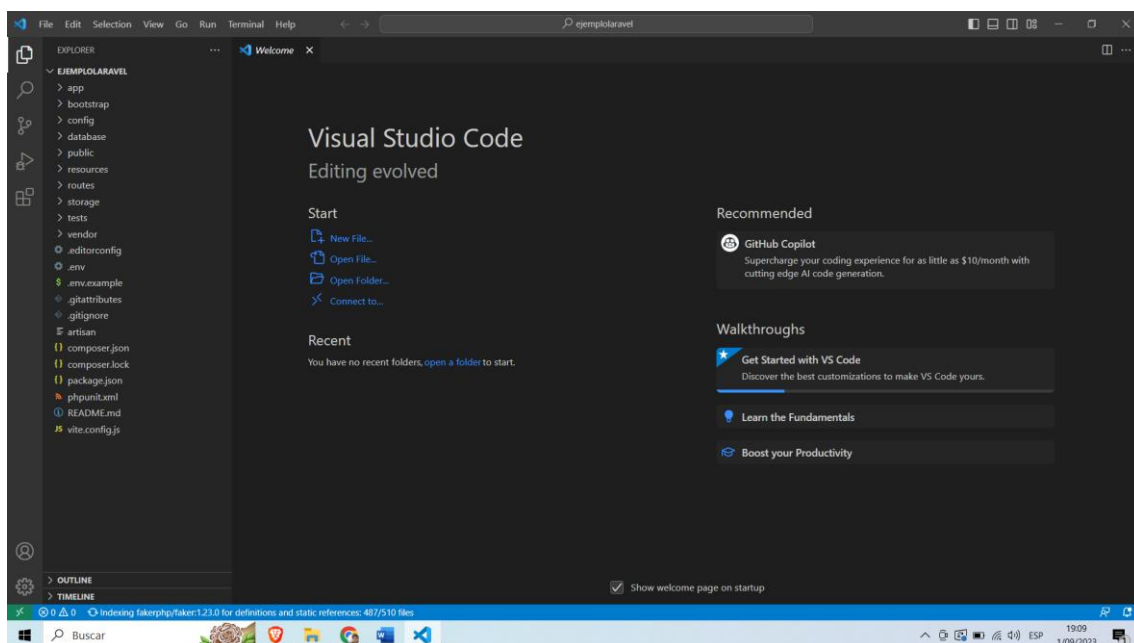 File Edit Selection View Go Run Terminal Help
ejemplolaravel
EXPLORER
Welcome
EJEMPLOLARAVEL
app
bootstrap
config
database
public
resources
routes
storage
tests
vendor
.editorconfig
.env
.env.example
.gitattributes
.gitignore
artisan
composer.json
composer.lock
package.json
phpunit.xml
README.md
JS vite.config.js
OUTLINE
TIMELINE
Visual Studio Code
Editing evolved
Start
New File...
Open File...
Open Folder...
Connect to...
Recent
You have no recent folders, open a folder to start.
Recommended
GitHub Copilot
Supercharge your coding experience for as little as $10/month with
cutting edge AI code generation.
Walkthroughs
Get Started with VS Code
Discover the best customizations to make VS Code yours.
Learn the Fundamentals
Boost your Productivity
Show welcome page on startup
0 0 Indexing fakerphp/faker:1.23.0 for definitions and static references: 487/510 files
Buscar
ESP
19:09
1/09/2023